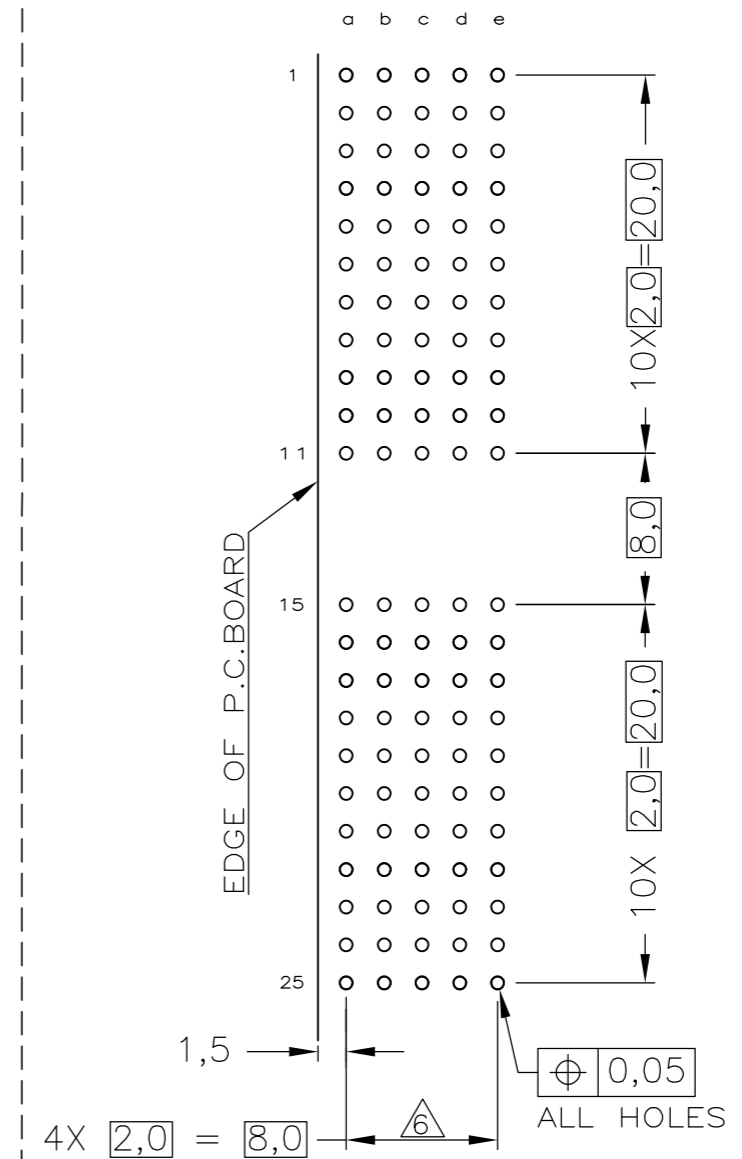 a b c d e
1
10X 2,0=20,0
11
8,0
EDGE OF P.C.BOARD
15
10X 2,0=20,0
25
1,5
0,05
ALL HOLES
4X 2,0 = 8,0
6